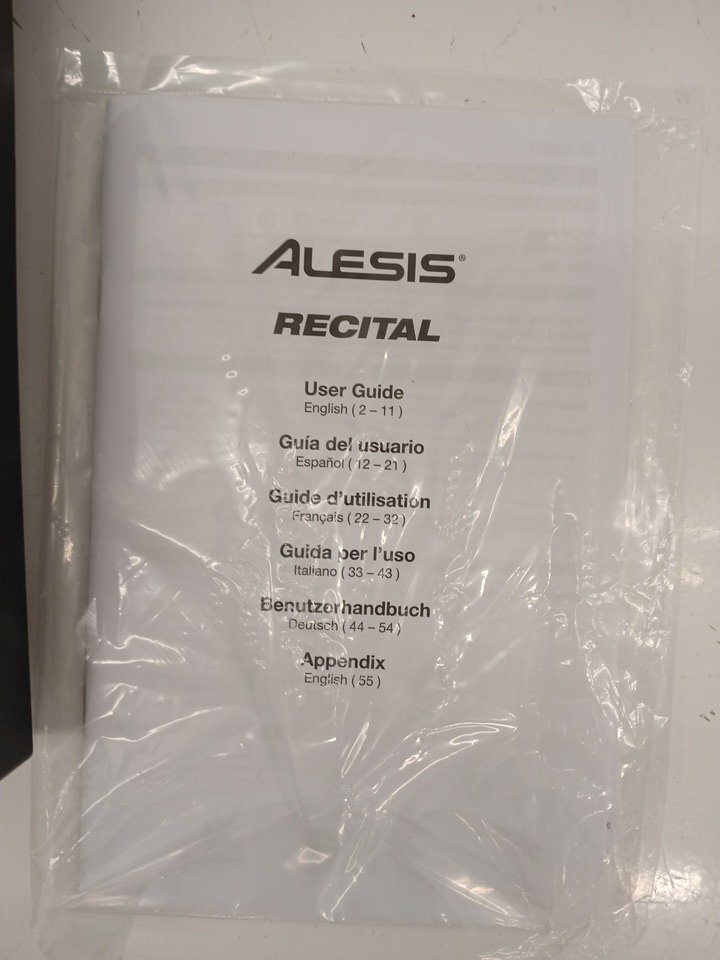 ALESIS®
RECITAL
User Guide
English ( 2 – 11 )
Guía del usuario
Español ( 12 – 21 )
Guide d'utilisation
Français ( 22 – 32 )
Guida per l'uso
Italiano ( 33 – 43 )
Benutzerhandbuch
Deutsch ( 44 – 54 )
Appendix
English ( 55 )